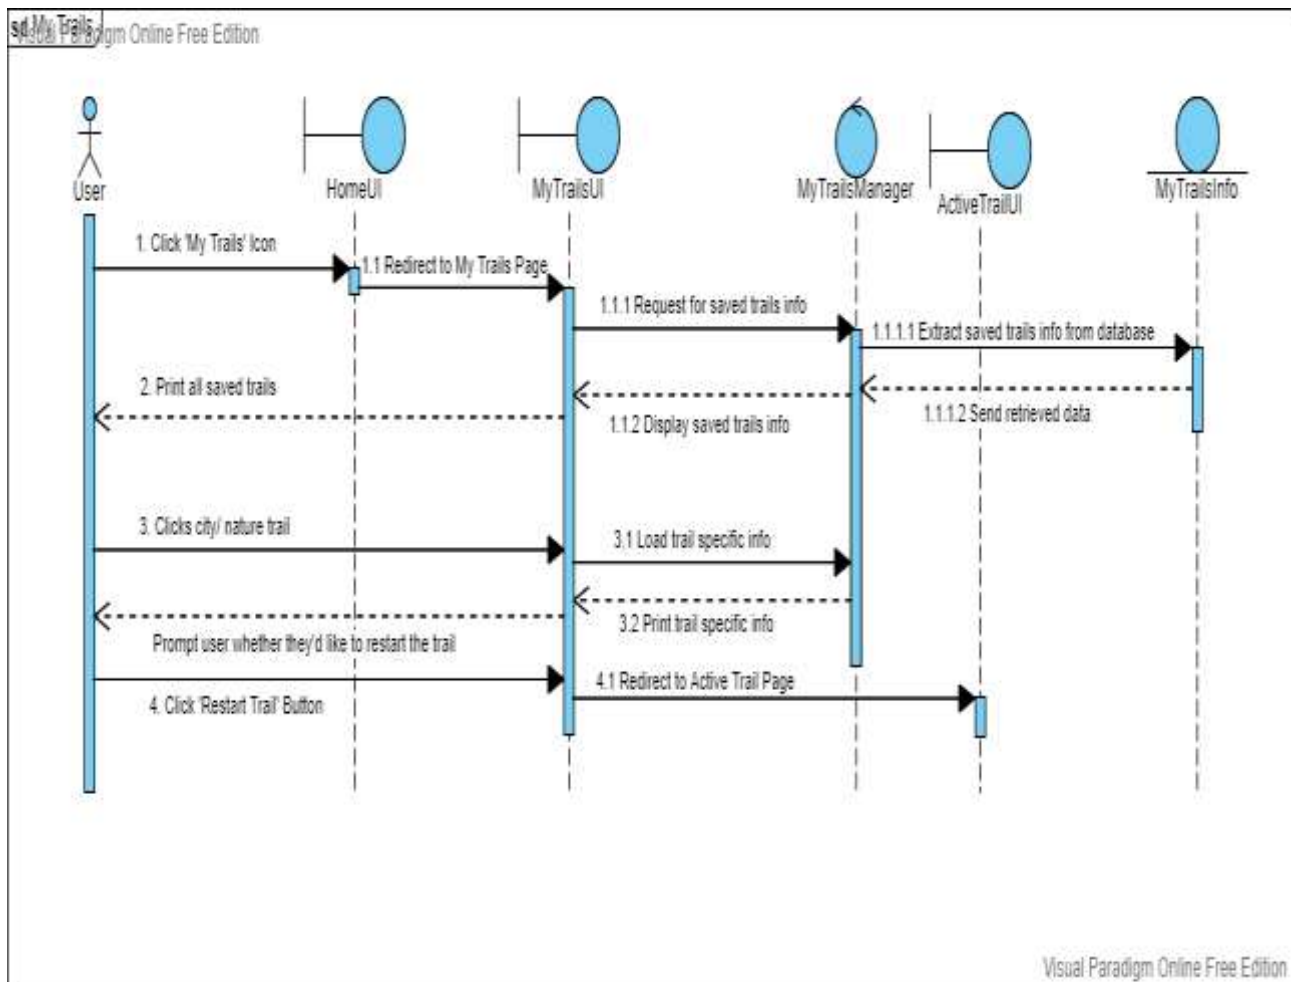 sd My Trails
Visual Paradigm Online Free Edition
User
HomeUI
MyTrailsUI
MyTrailsManager
ActiveTrailUI
MyTrailsInfo
1. Click 'My Trails' Icon
1.1 Redirect to My Trails Page
1.1.1 Request for saved trails info
1.1.1.1 Extract saved trails info from database
2. Print all saved trails
1.1.2 Display saved trails info
1.1.1.2 Send retrieved data
3. Clicks city/ nature trail
3.1 Load trail specific info
3.2 Print trail specific info
Prompt user whether they'd like to restart the trail
4.1 Redirect to Active Trail Page
4. Click 'Restart Trail' Button
Visual Paradigm Online Free Edition